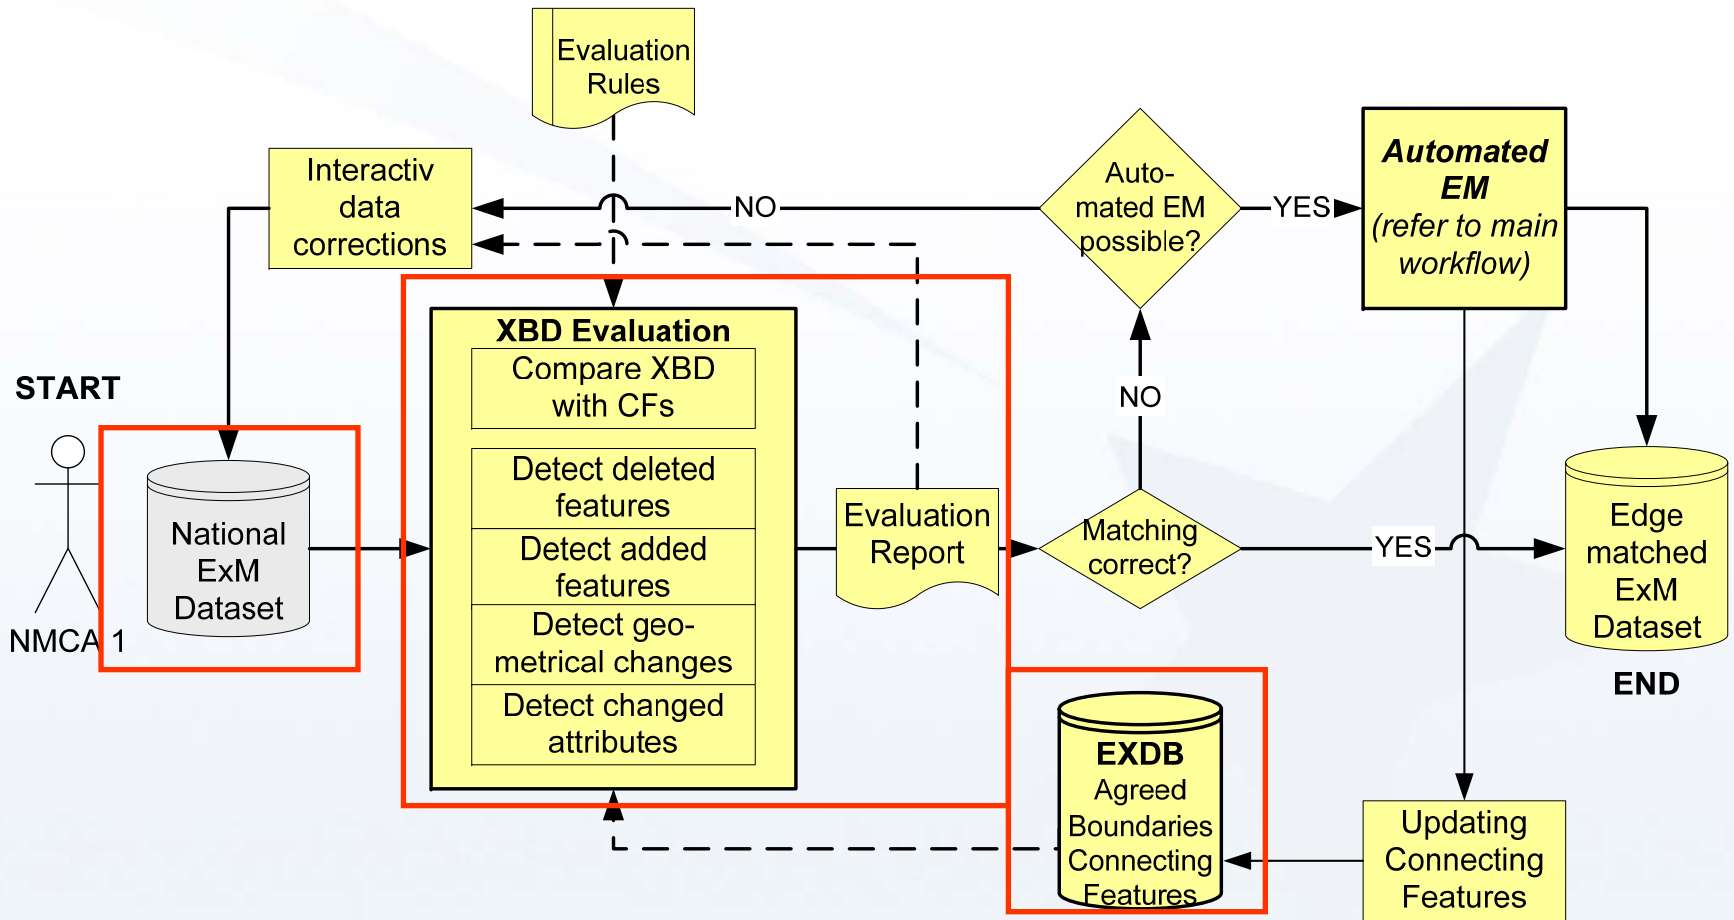 Evaluation
Rules
Interactiv
data
corrections
NO
Auto-
mated EM
possible?
YES
Automated
EM
(refer to main
workflow)
START
NMCA 1
National
ExM
Dataset
XBD Evaluation
Compare XBD
with CFs
Detect deleted
features
Detect added
features
Detect geo-
metrical changes
Detect changed
attributes
Evaluation
Report
NO
Matching
correct?
YES
Edge
matched
ExM
Dataset
END
EXDB
Agreed
Boundaries
Connecting
Features
Updating
Connecting
Features